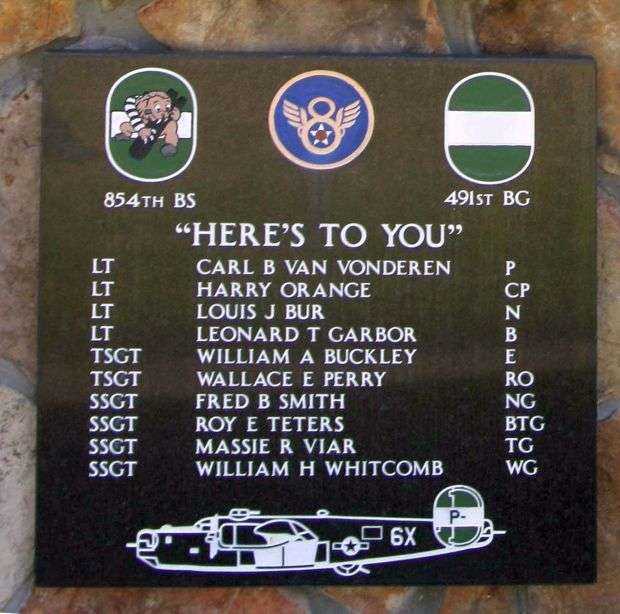 854TH BS 491ST BG
"HERE'S TO YOU"
LT CARL B VAN VONDEREN P
LT HARRY ORANGE CP
LT LOUIS J BUR N
LT LEONARD T GARBOR B
TSGT WILLIAM A BUCKLEY E
TSGT WALLACE E PERRY RO
SSGT FRED B SMITH NG
SSGT ROY E TETERS BTG
SSGT MASSIE R VIAR TG
SSGT WILLIAM H WHITCOMB WG
6X P-